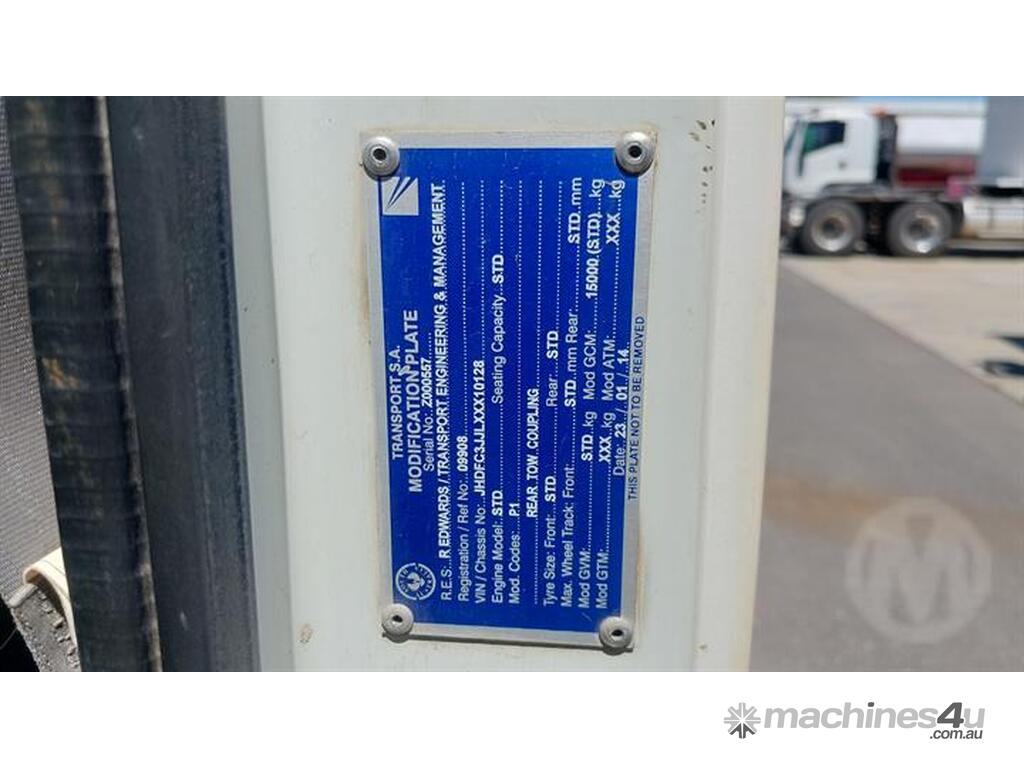 TRANSPORT S.A.
MODIFICATION PLATE
Serial No: Z000557
R.E.S: R EDWARDS / TRANSPORT ENGINEERING & MANAGEMENT
Registration / Ref No: 09908
VIN / Chassis No: JHDFC3JJLXXX10128
Engine Model: STD Seating Capacity STD
Mod. Codes: P1
REAR TOW COUPLING
Tyre Size: Front: STD Rear STD
Max. Wheel Track: Front: STD mm Rear: STD mm
Mod GVM: STD kg Mod GCM: 15000 (STD) kg
Mod GTM: XXX kg Mod ATM: XXX kg
Date: 23 / 01 / 14
THIS PLATE NOT TO BE REMOVED
M
machines4u
.com.au